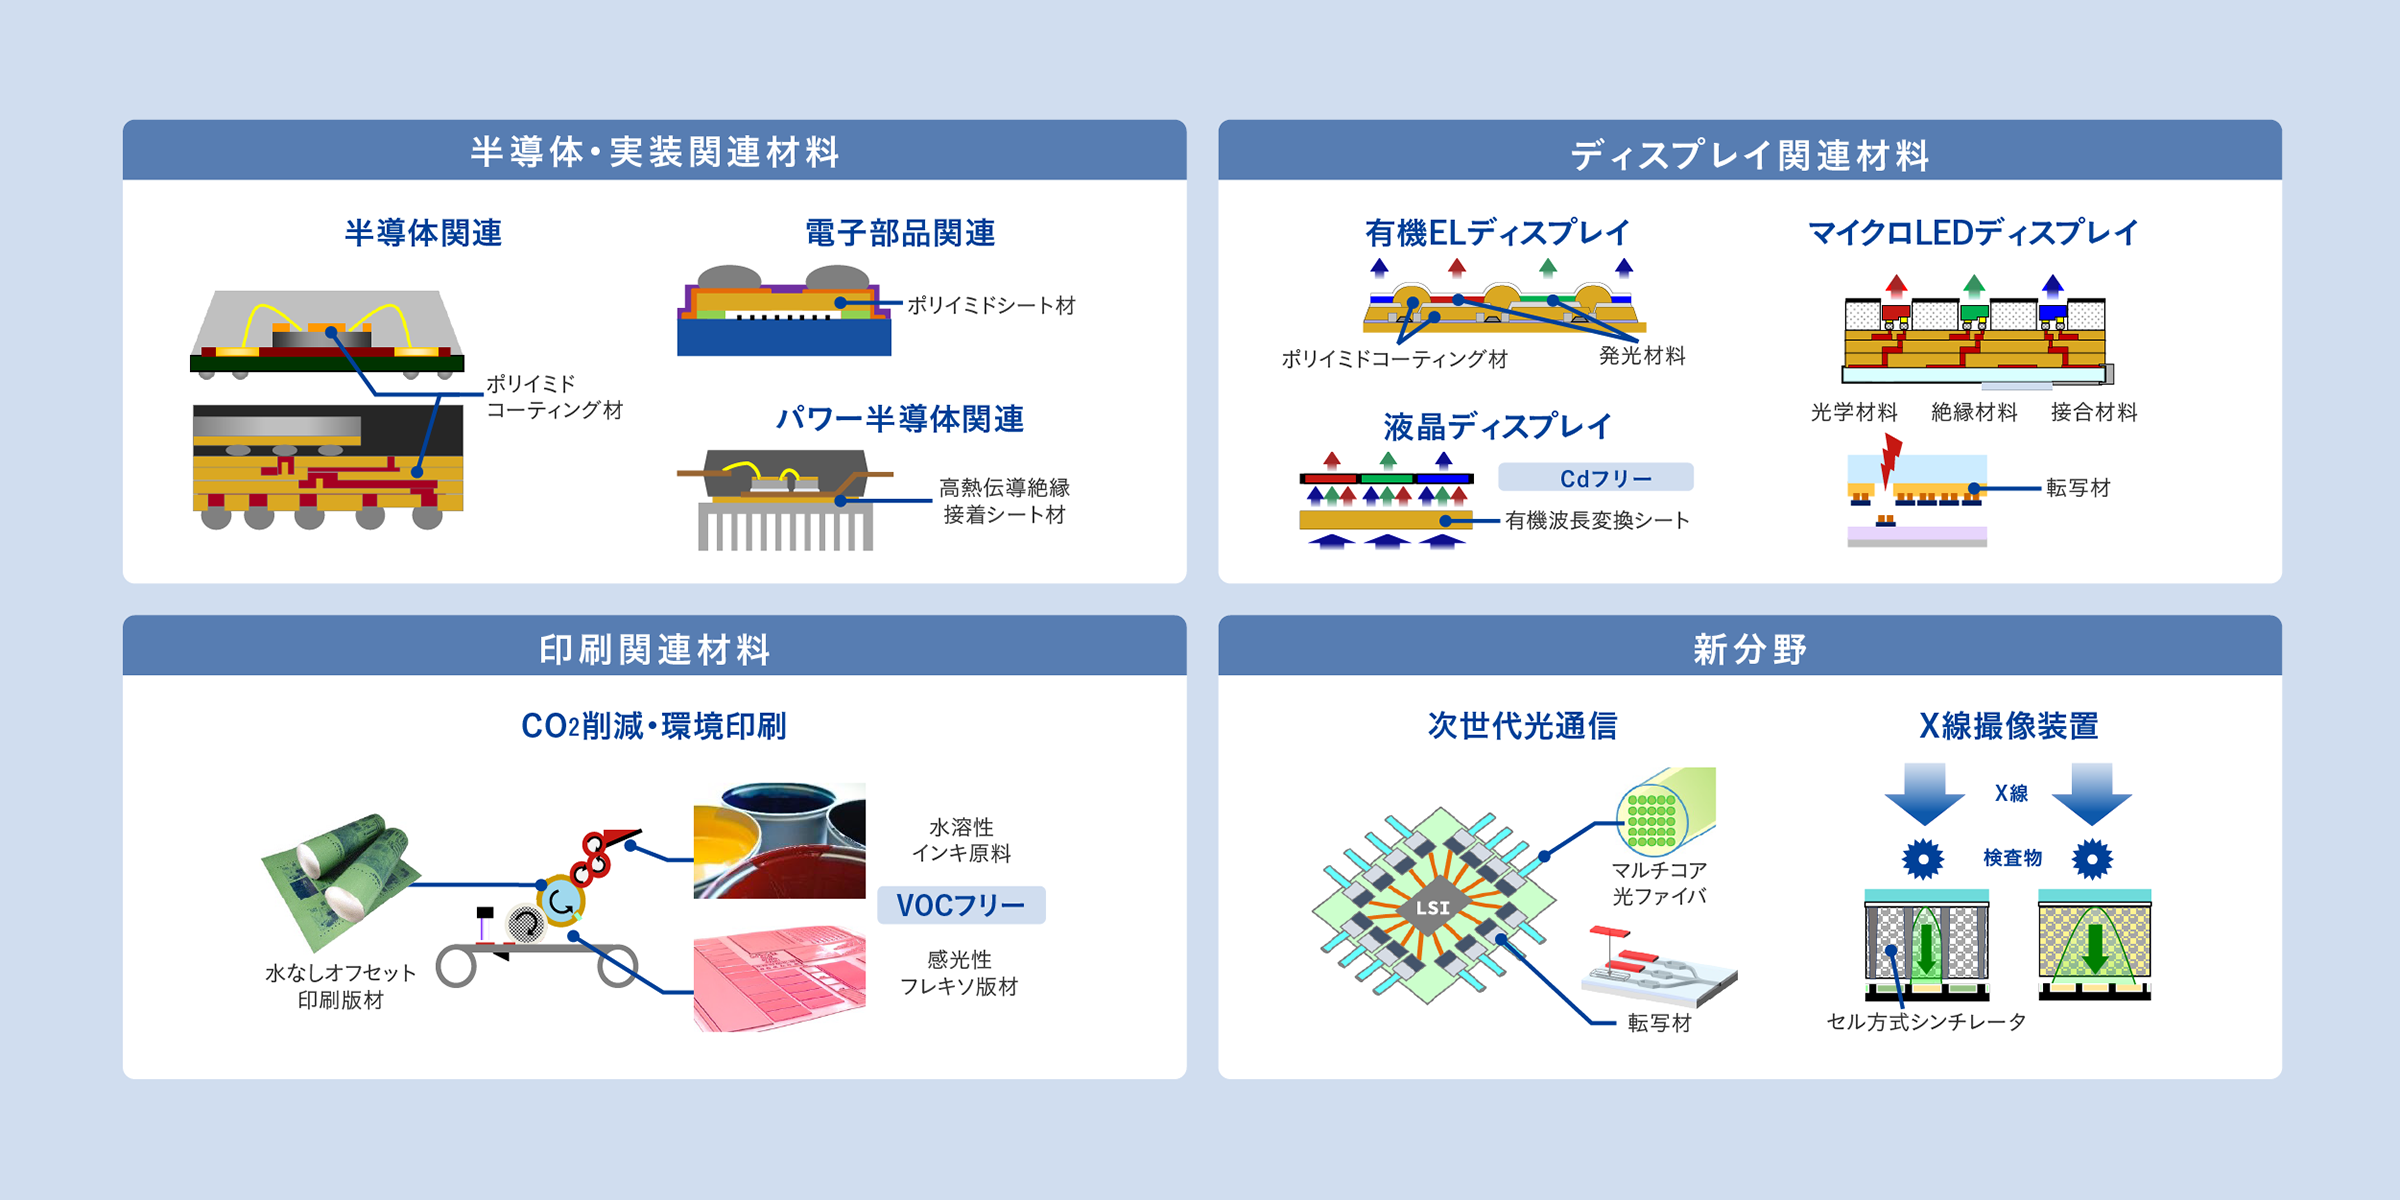 半導体・実装関連材料
半導体関連
ポリイミド
コーティング材
電子部品関連
ポリイミドシート材
パワー半導体関連
高熱伝導絶縁
接着シート材
ディスプレイ関連材料
有機ELディスプレイ
ポリイミドコーティング材
発光材料
液晶ディスプレイ
Cdフリー
有機波長変換シート
マイクロLEDディスプレイ
光学材料
絶縁材料
接合材料
転写材
印刷関連材料
CO2削減・環境印刷
水なしオフセット
印刷版材
水溶性
インキ原料
VOCフリー
感光性
フレキソ版材
新分野
次世代光通信
LSI
マルチコア
光ファイバ
転写材
X線撮像装置
X線
検査物
セル方式シンチレータ